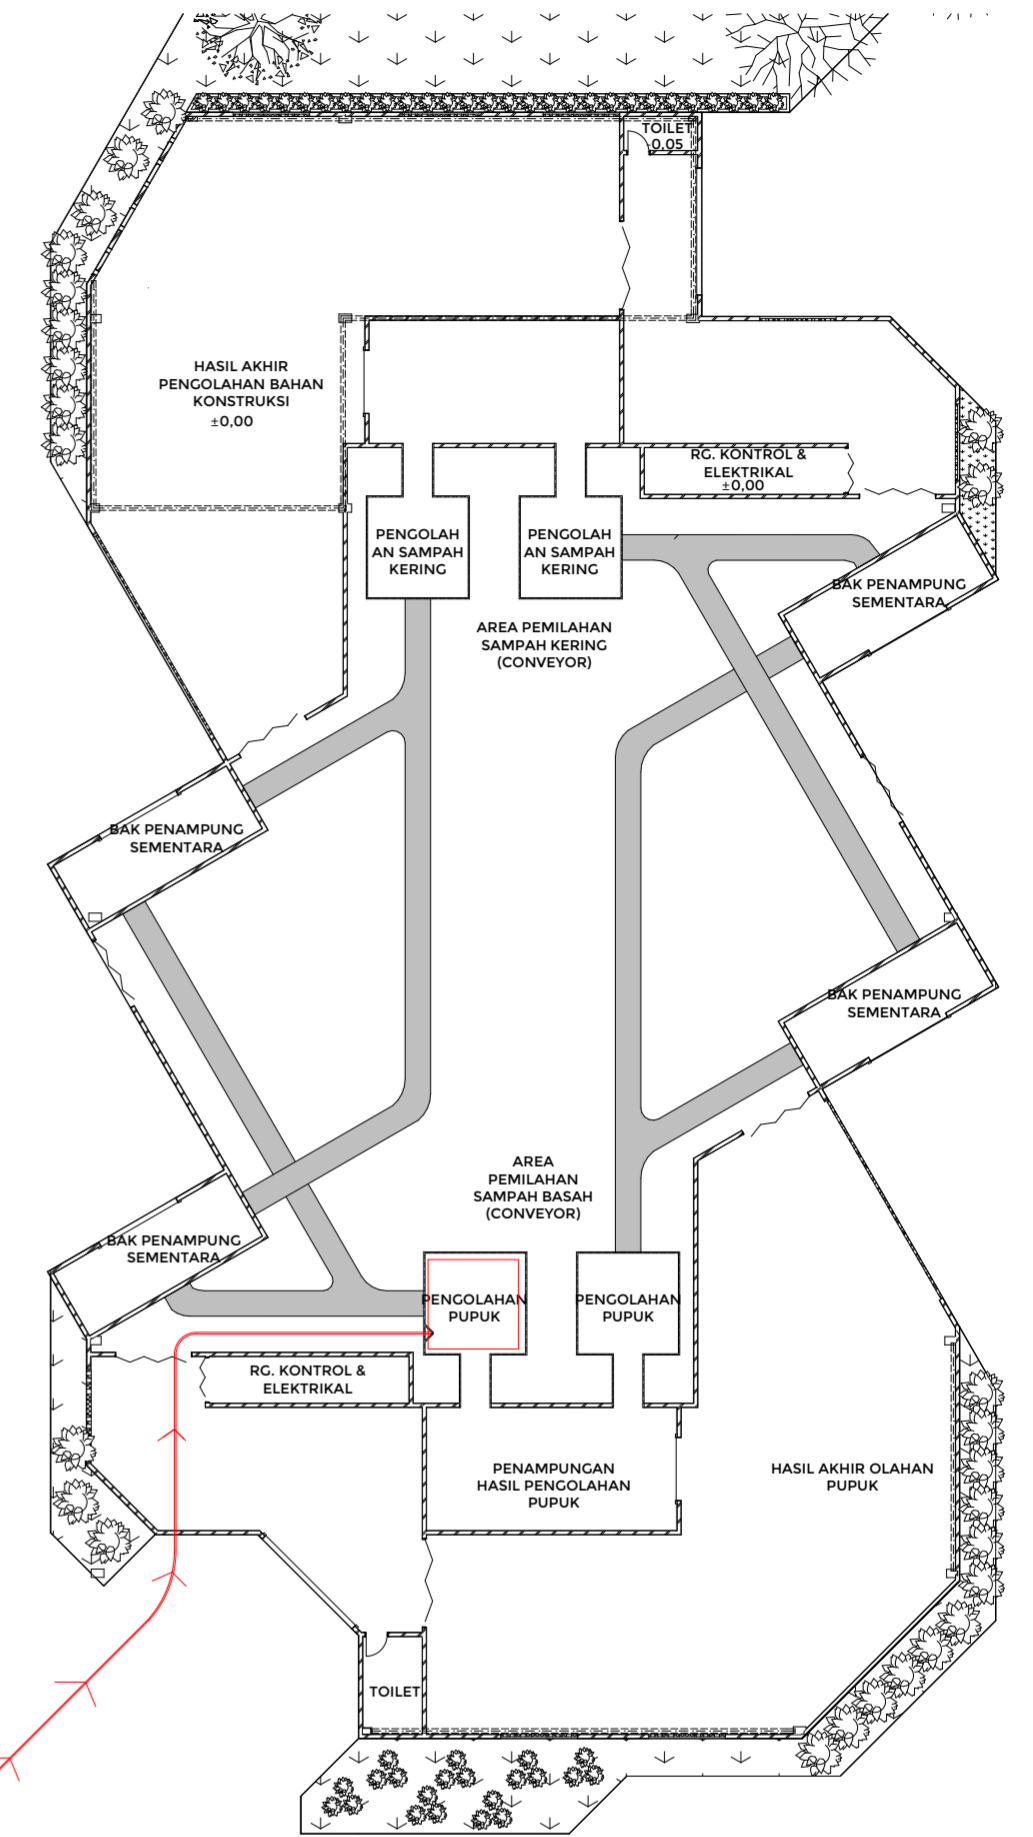 TOILET
-0.05
HASIL AKHIR
PENGOLAHAN BAHAN
KONSTRUKSI
±0,00
RG. KONTROL &
ELEKTRIKAL
±0,00
PENGOLAH
AN SAMPAH
KERING
PENGOLAH
AN SAMPAH
KERING
BAK PENAMPUNG
SEMENTARA
AREA PEMILAHAN
SAMPAH KERING
(CONVEYOR)
BAK PENAMPUNG
SEMENTARA
BAK PENAMPUNG
SEMENTARA
AREA
PEMILAHAN
SAMPAH BASAH
(CONVEYOR)
BAK PENAMPUNG
SEMENTARA
PENGOLAHAN
PUPUK
PENGOLAHAN
PUPUK
RG. KONTROL &
ELEKTRIKAL
PENAMPUNGAN
HASIL PENGOLAHAN
PUPUK
HASIL AKHIR OLAHAN
PUPUK
TOILET